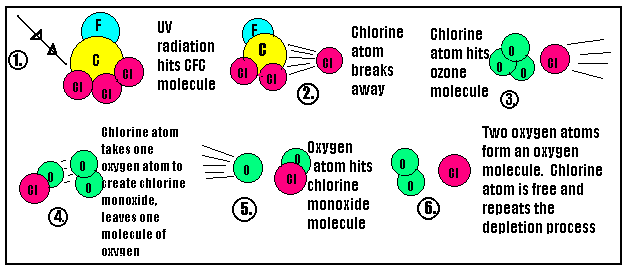 1.
F
C
Cl Cl Cl
UV
radiation
hits CFC
molecule
F
C
Cl Cl
Cl
2.
Chlorine
atom
breaks
away
Chlorine
atom hits
ozone
molecule
O
O O
Cl
3.
Cl O
O
O
4.
Chlorine atom
takes one
oxygen atom to
create chlorine
monoxide,
leaves one
molecule of
oxygen
O
5.
O
Cl
Oxygen
atom hits
chlorine
monoxide
molecule
O
O
Cl
6.
Two oxygen atoms
form an oxygen
molecule. Chlorine
atom is free and
repeats the
depletion process